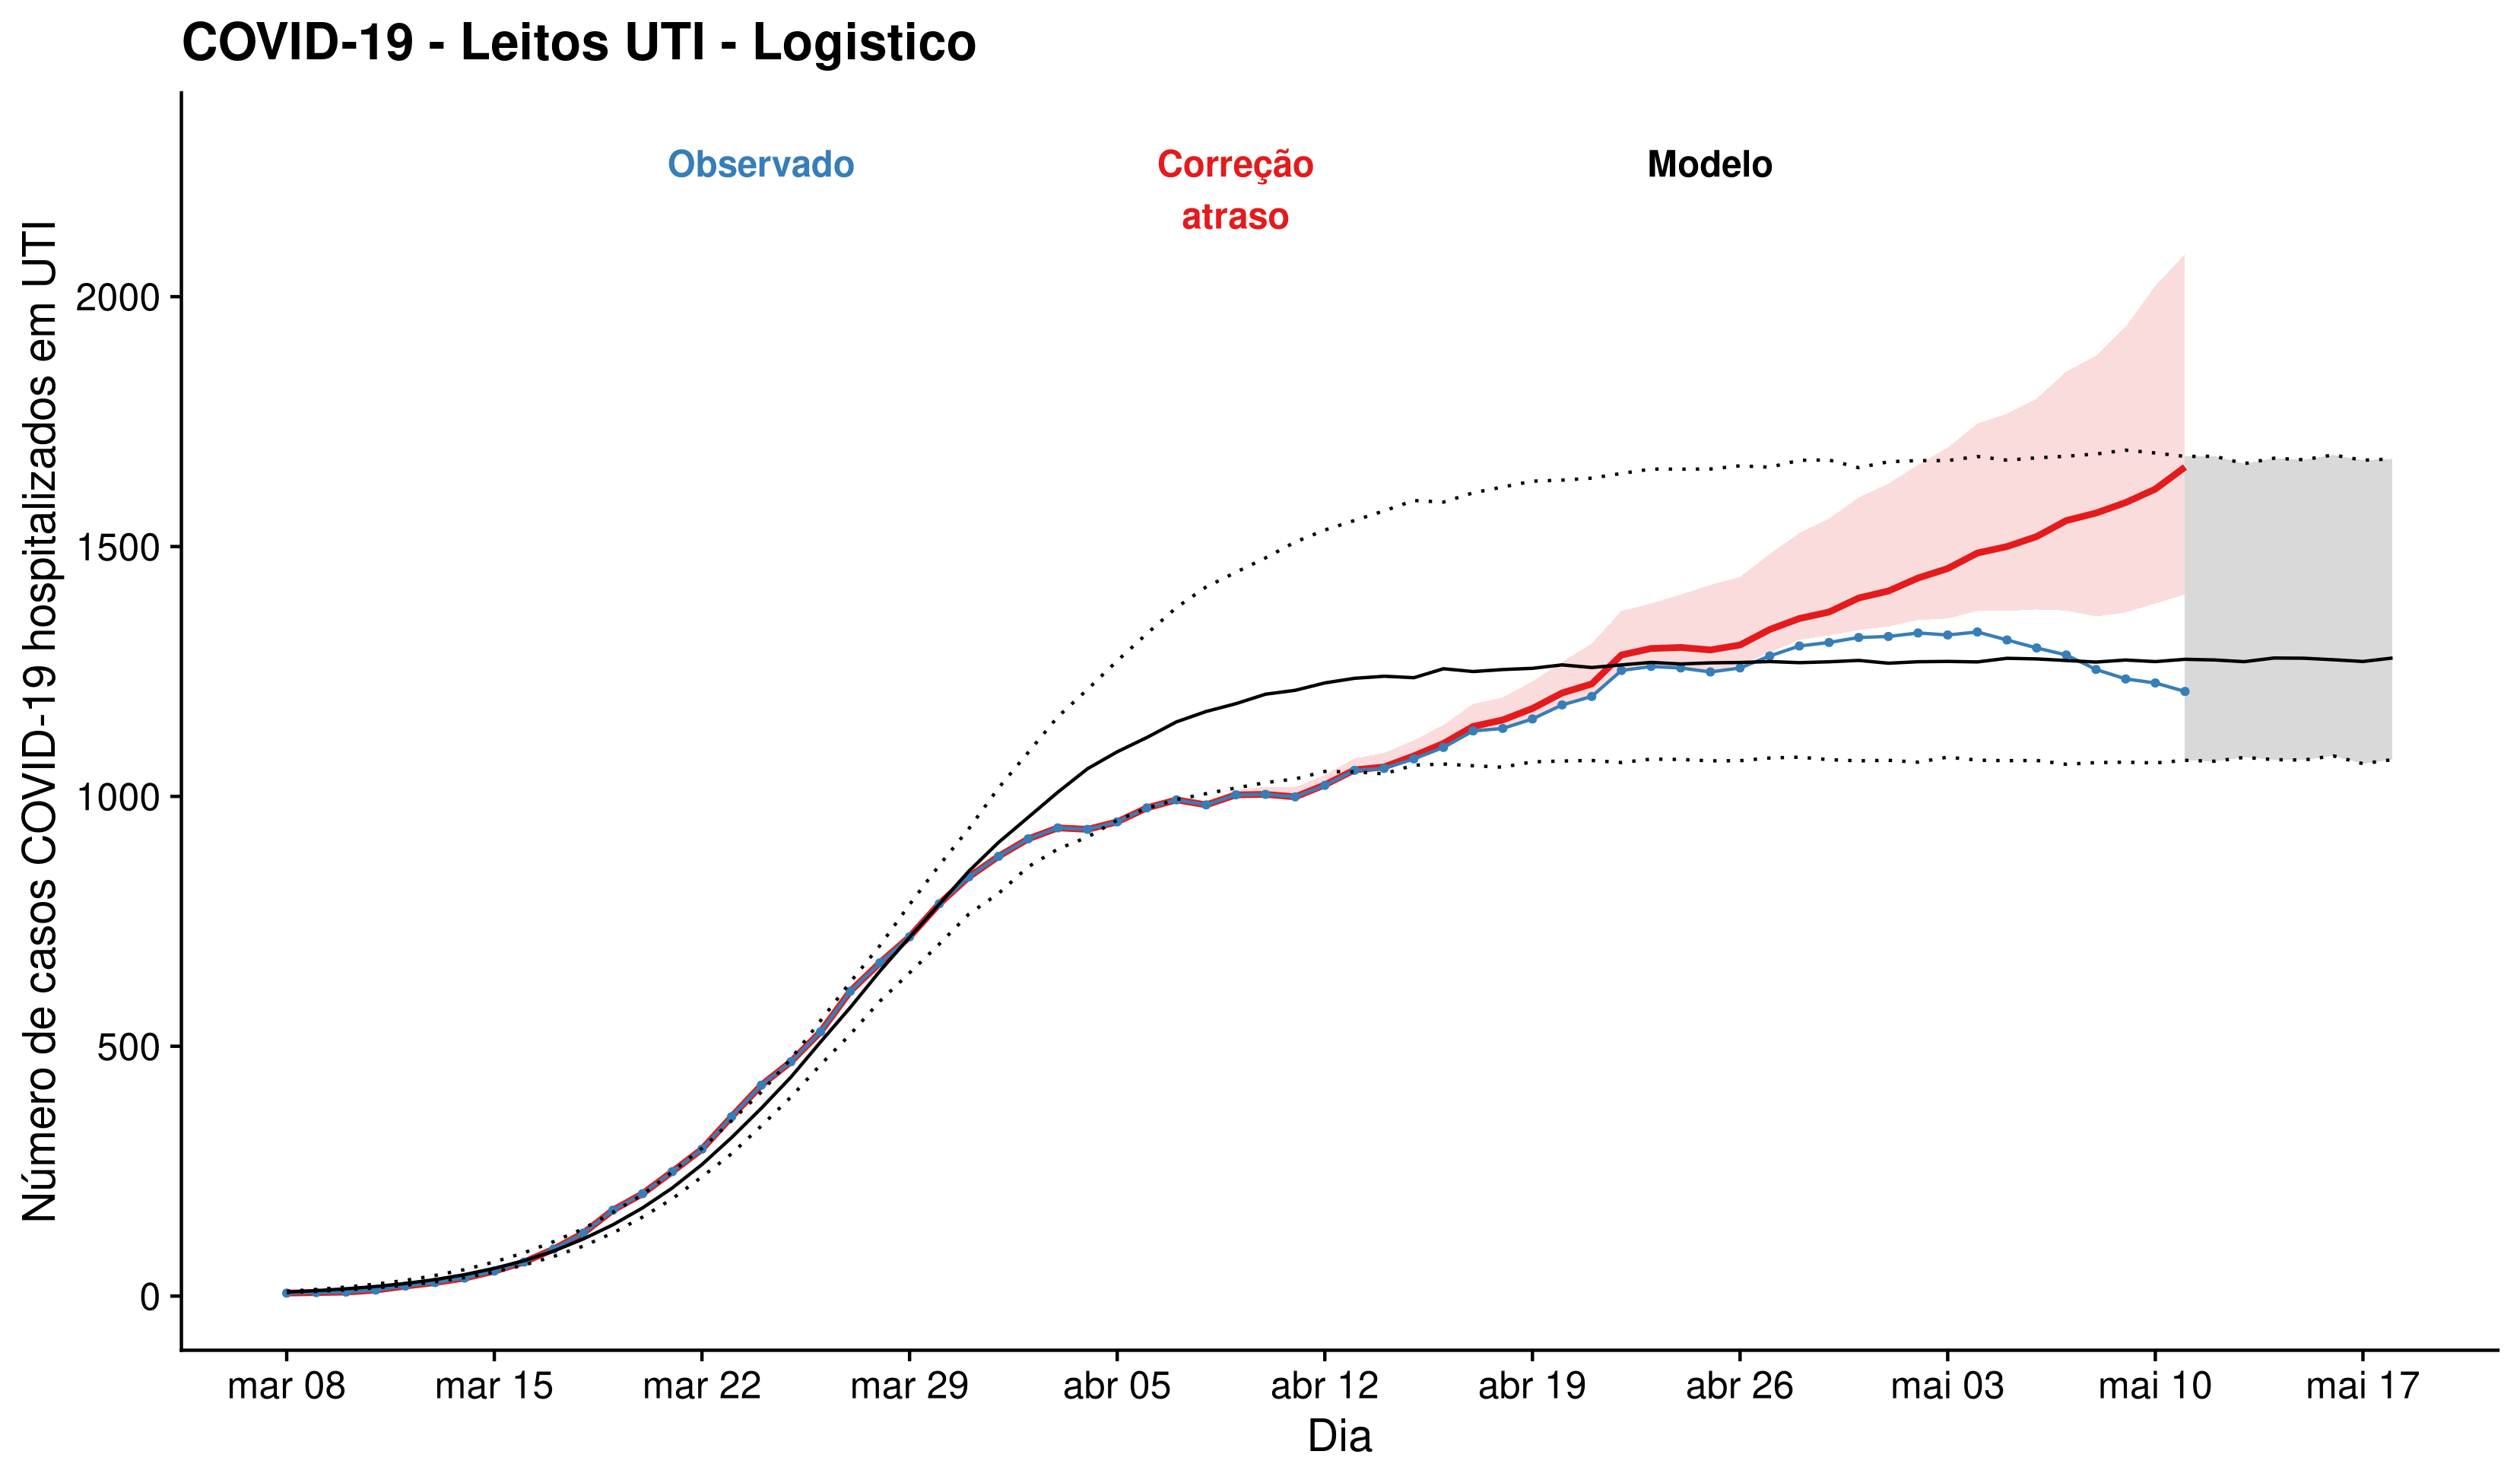 COVID-19 - Leitos UTI - Logistico
Observado
Correção
atraso
Modelo
Número de casos COVID-19 hospitalizados em UTI
2000
1500
1000
500
0
mar 08
mar 15
mar 22
mar 29
abr 05
abr 12
abr 19
abr 26
mai 03
mai 10
mai 17
Dia